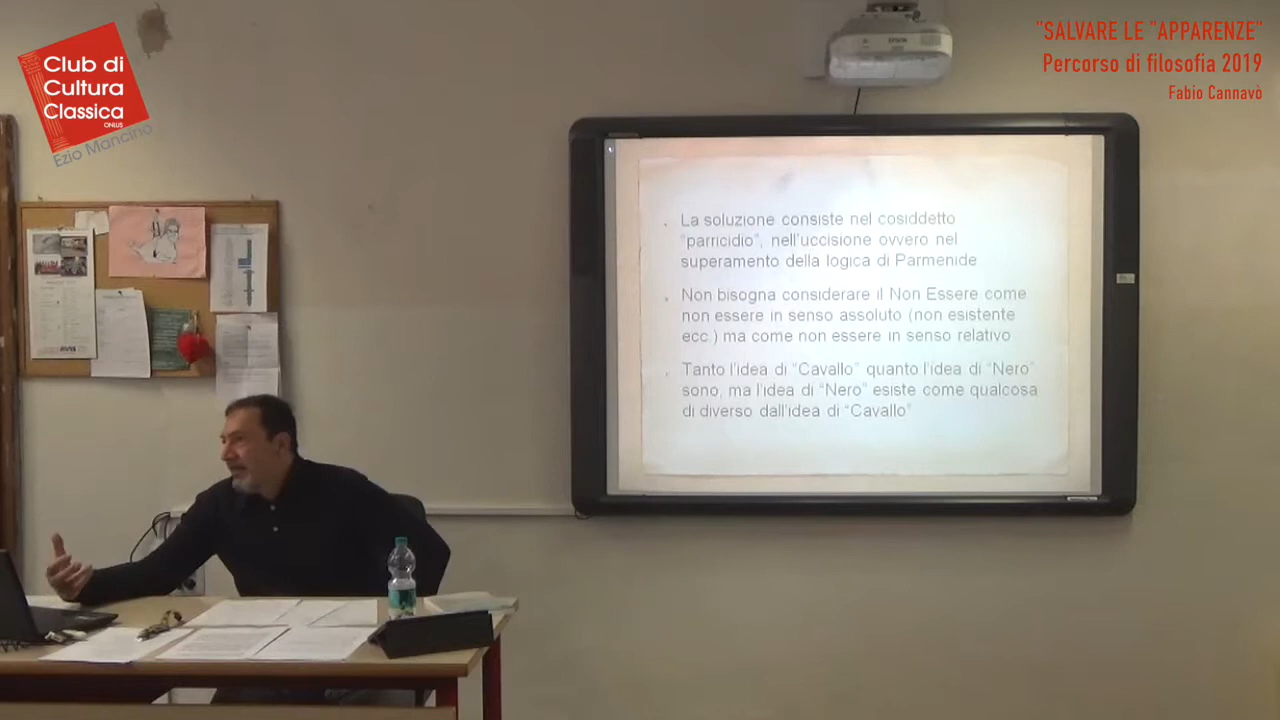 Club di
Cultura
Classica
ONLUS
Ezio Mancino
"SALVARE LE "APPARENZE"
Percorso di filosofia 2019
Fabio Cannavò
EPSON
La soluzione consiste nel cosiddetto
"parricidio", nell'uccisione ovvero nel
superamento della logica di Parmenide
Non bisogna considerare il Non Essere come
non essere in senso assoluto (non esistente
ecc.) ma come non essere in senso relativo
Tanto l'idea di "Cavallo" quanto l'idea di "Nero"
sono, ma l'idea di "Nero" esiste come qualcosa
di diverso dall'idea di "Cavallo"
AVIS